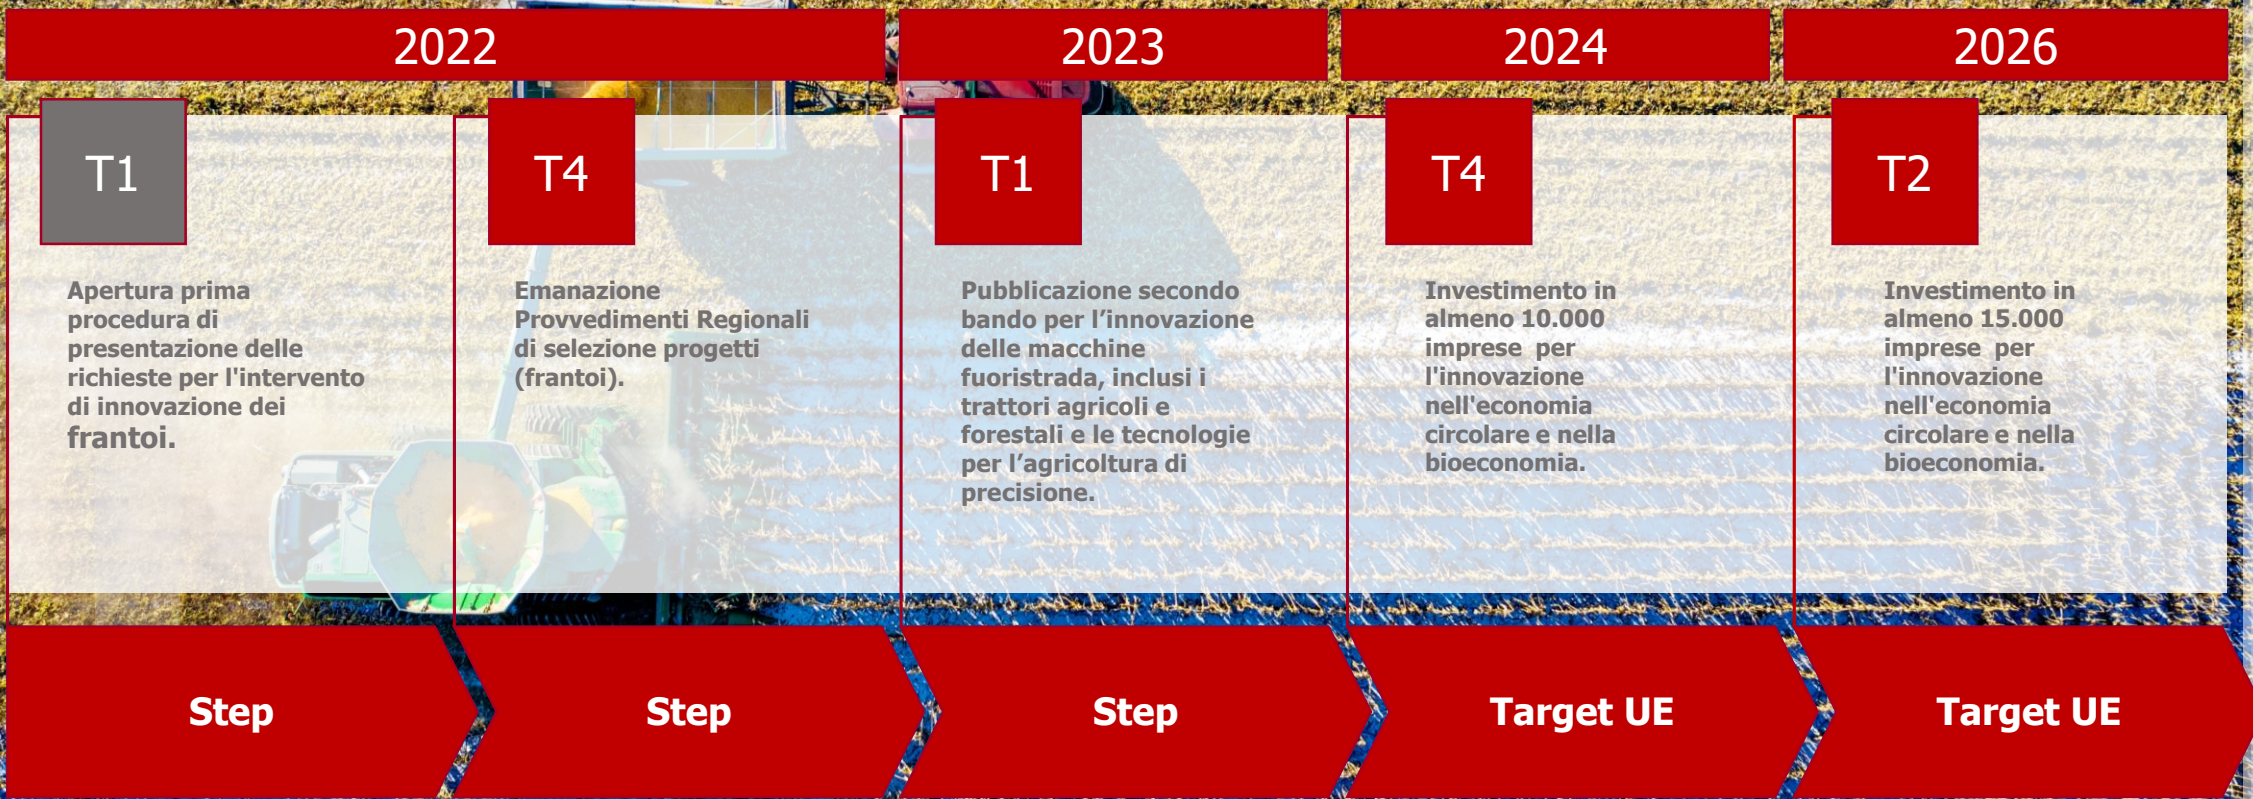 2022
2023
2024
2026
T1
Apertura prima
procedura di
presentazione delle
richieste per l'intervento
di innovazione dei
frantoi.
T4
Emanazione
Provvedimenti Regionali
di selezione progetti
(frantoi).
T1
Pubblicazione secondo
bando per l’innovazione
delle macchine
fuoristrada, inclusi i
trattori agricoli e
forestali e le tecnologie
per l’agricoltura di
precisione.
T4
Investimento in
almeno 10.000
imprese per
l'innovazione
nell'economia
circolare e nella
bioeconomia.
T2
Investimento in
almeno 15.000
imprese per
l'innovazione
nell'economia
circolare e nella
bioeconomia.
Step
Step
Step
Target UE
Target UE